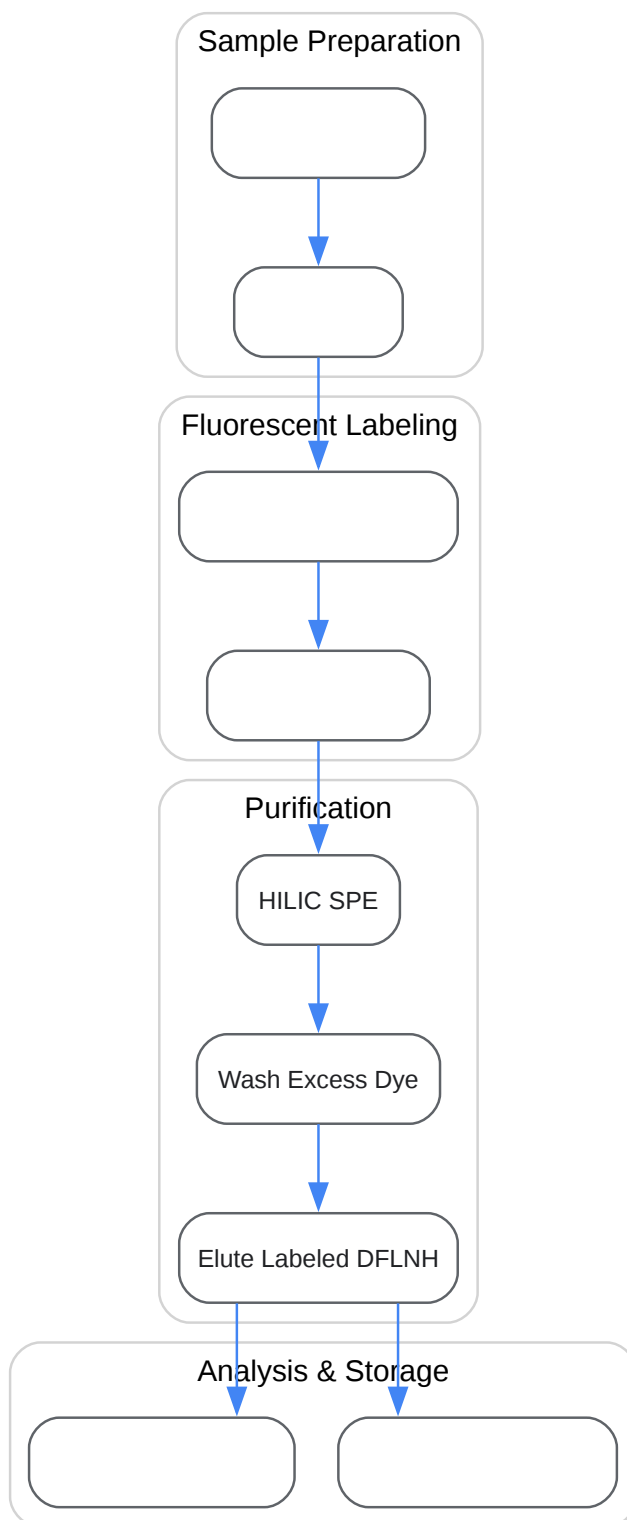 Sample Preparation
Fluorescent Labeling
Purification
HILIC SPE
Wash Excess Dye
Elute Labeled DFLNH
Analysis & Storage